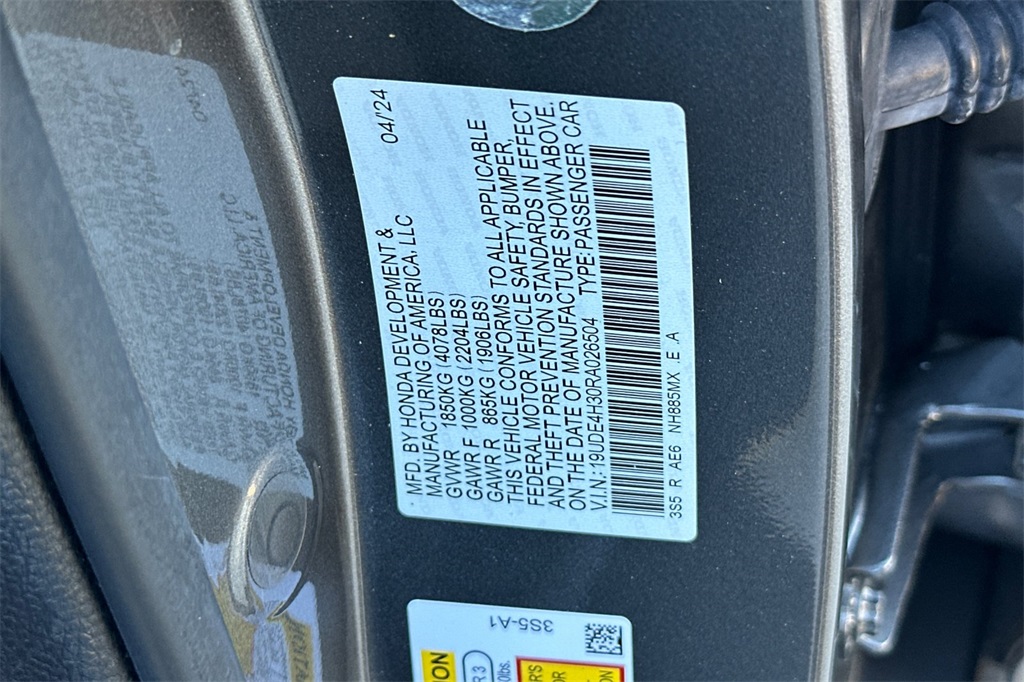 MFD. BY HONDA DEVELOPMENT & 04/24
MANUFACTURING OF AMERICA, LLC
GVWR 1850KG (4078LBS)
GAWR F 1000KG (2204LBS)
GAWR R 865KG (1906LBS)
THIS VEHICLE CONFORMS TO ALL APPLICABLE
FEDERAL MOTOR VEHICLE SAFETY, BUMPER,
AND THEFT PREVENTION STANDARDS IN EFFECT
ON THE DATE OF MANUFACTURE SHOWN ABOVE.
V.I.N.:19UDE4H30RA026504 TYPE:PASSENGER CAR
3S5 R AE6 NH885MX E A
3S5-A1